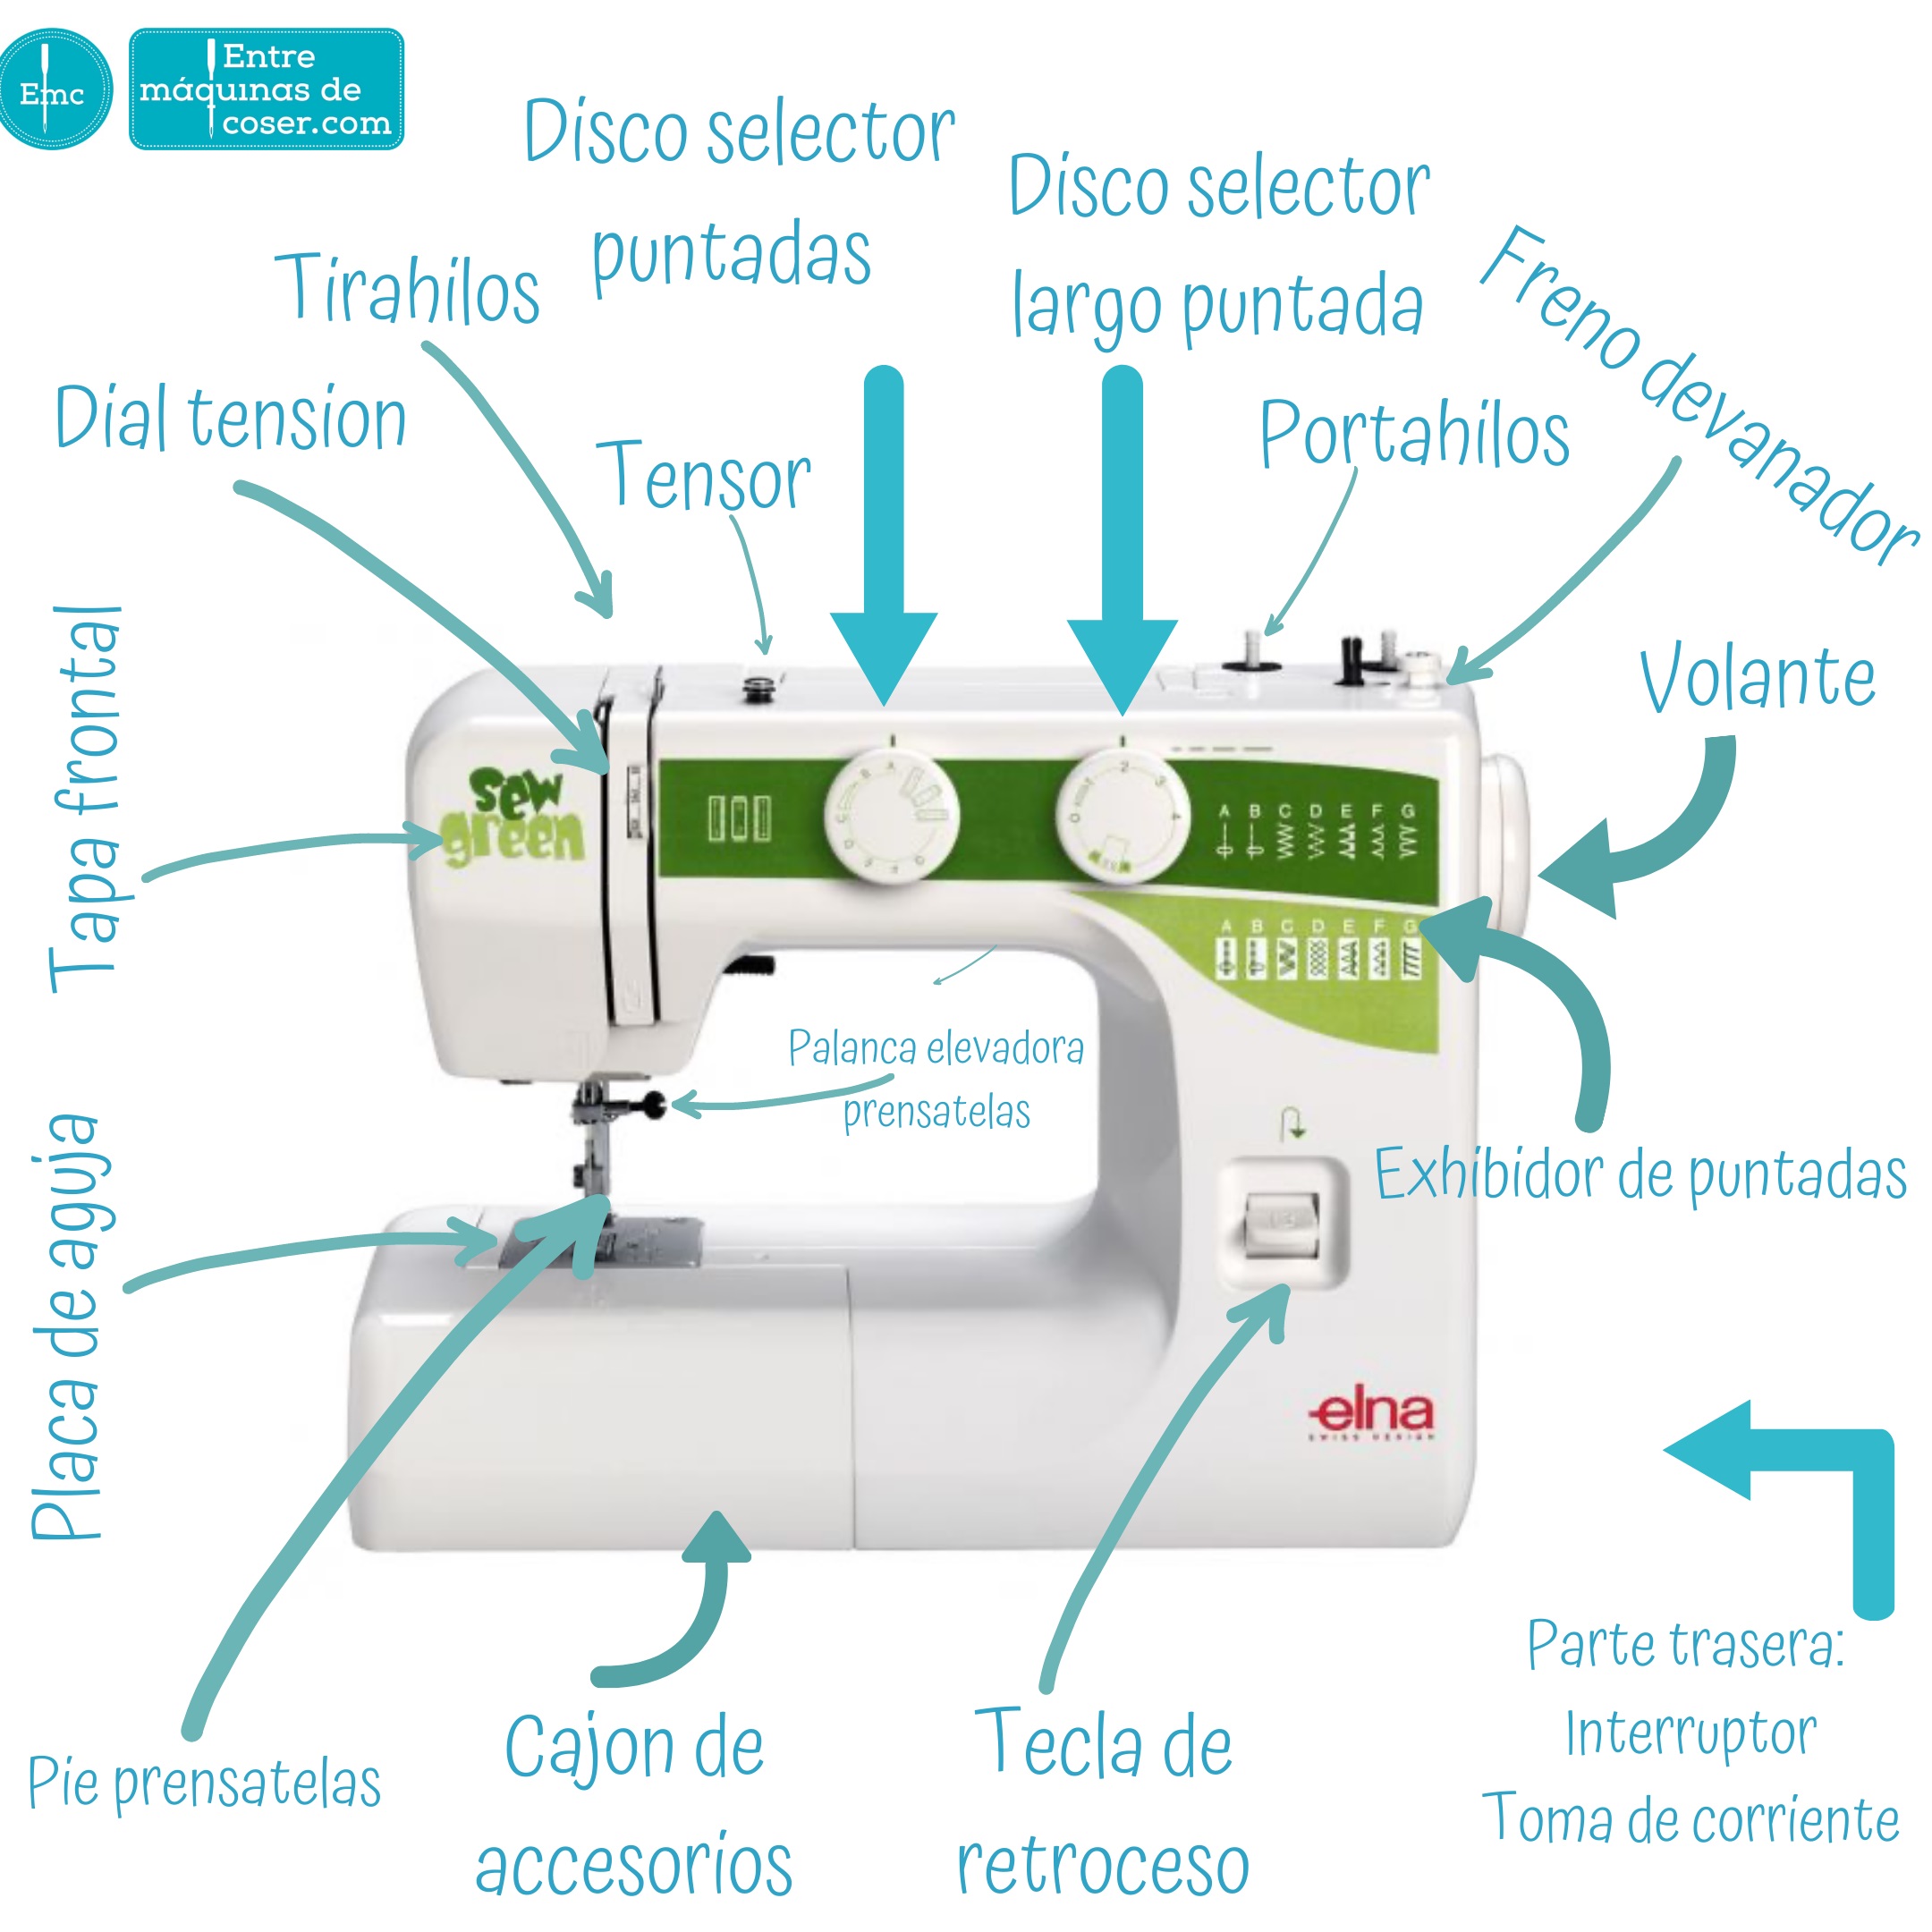 Emc
Entre
máquinas de
coser.com
Disco selector
puntadas
Disco selector
largo puntada
Tirahilos
Freno devanador
Dial tension
Tensor
Portahilos
Volante
Tapa frontal
sew
green
A B C D E F G
A B C D E F G
Palanca elevadora
prensatelas
Exhibidor de puntadas
Placa de aguja
elna
SWISS DESIGN
Parte trasera:
Interruptor
Toma de corriente
Pie prensatelas
Cajon de
accesorios
Tecla de
retroceso